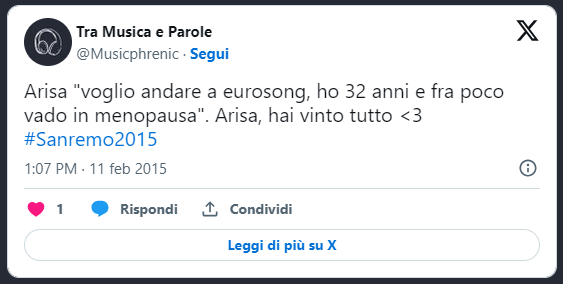 Tra Musica e Parole
@Musicphrenic · Segui
Arisa "voglio andare a eurosong, ho 32 anni e fra poco
vado in menopausa". Arisa, hai vinto tutto <3
#Sanremo2015
1:07 PM · 11 feb 2015
1 Rispondi Condividi
Leggi di più su X